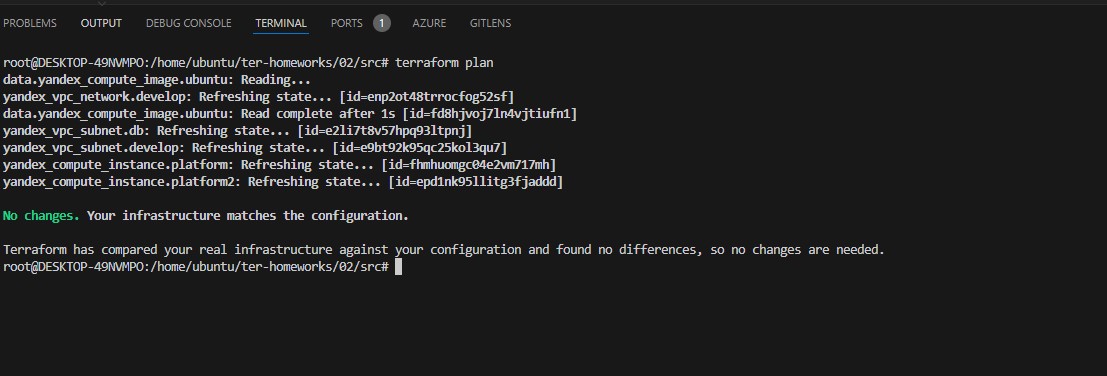 PROBLEMS OUTPUT DEBUG CONSOLE TERMINAL PORTS 1 AZURE GITLENS
root@DESKTOP-49NVMPO:/home/ubuntu/ter-homeworks/02/src# terraform plan
data.yandex_compute_image.ubuntu: Reading...
yandex_vpc_network.develop: Refreshing state... [id=enp2ot48trrocfog52sf]
data.yandex_compute_image.ubuntu: Read complete after 1s [id=fd8hjvoj7ln4vjtiufn1]
yandex_vpc_subnet.db: Refreshing state... [id=e2li7t8v57hpq93ltpnj]
yandex_vpc_subnet.develop: Refreshing state... [id=e9bt92k95qc25kol3qu7]
yandex_compute_instance.platform: Refreshing state... [id=fhmhuomgc04e2vm717mh]
yandex_compute_instance.platform2: Refreshing state... [id=epd1nk95llitg3fjaddd]
No changes. Your infrastructure matches the configuration.
Terraform has compared your real infrastructure against your configuration and found no differences, so no changes are needed.
root@DESKTOP-49NVMPO:/home/ubuntu/ter-homeworks/02/src#